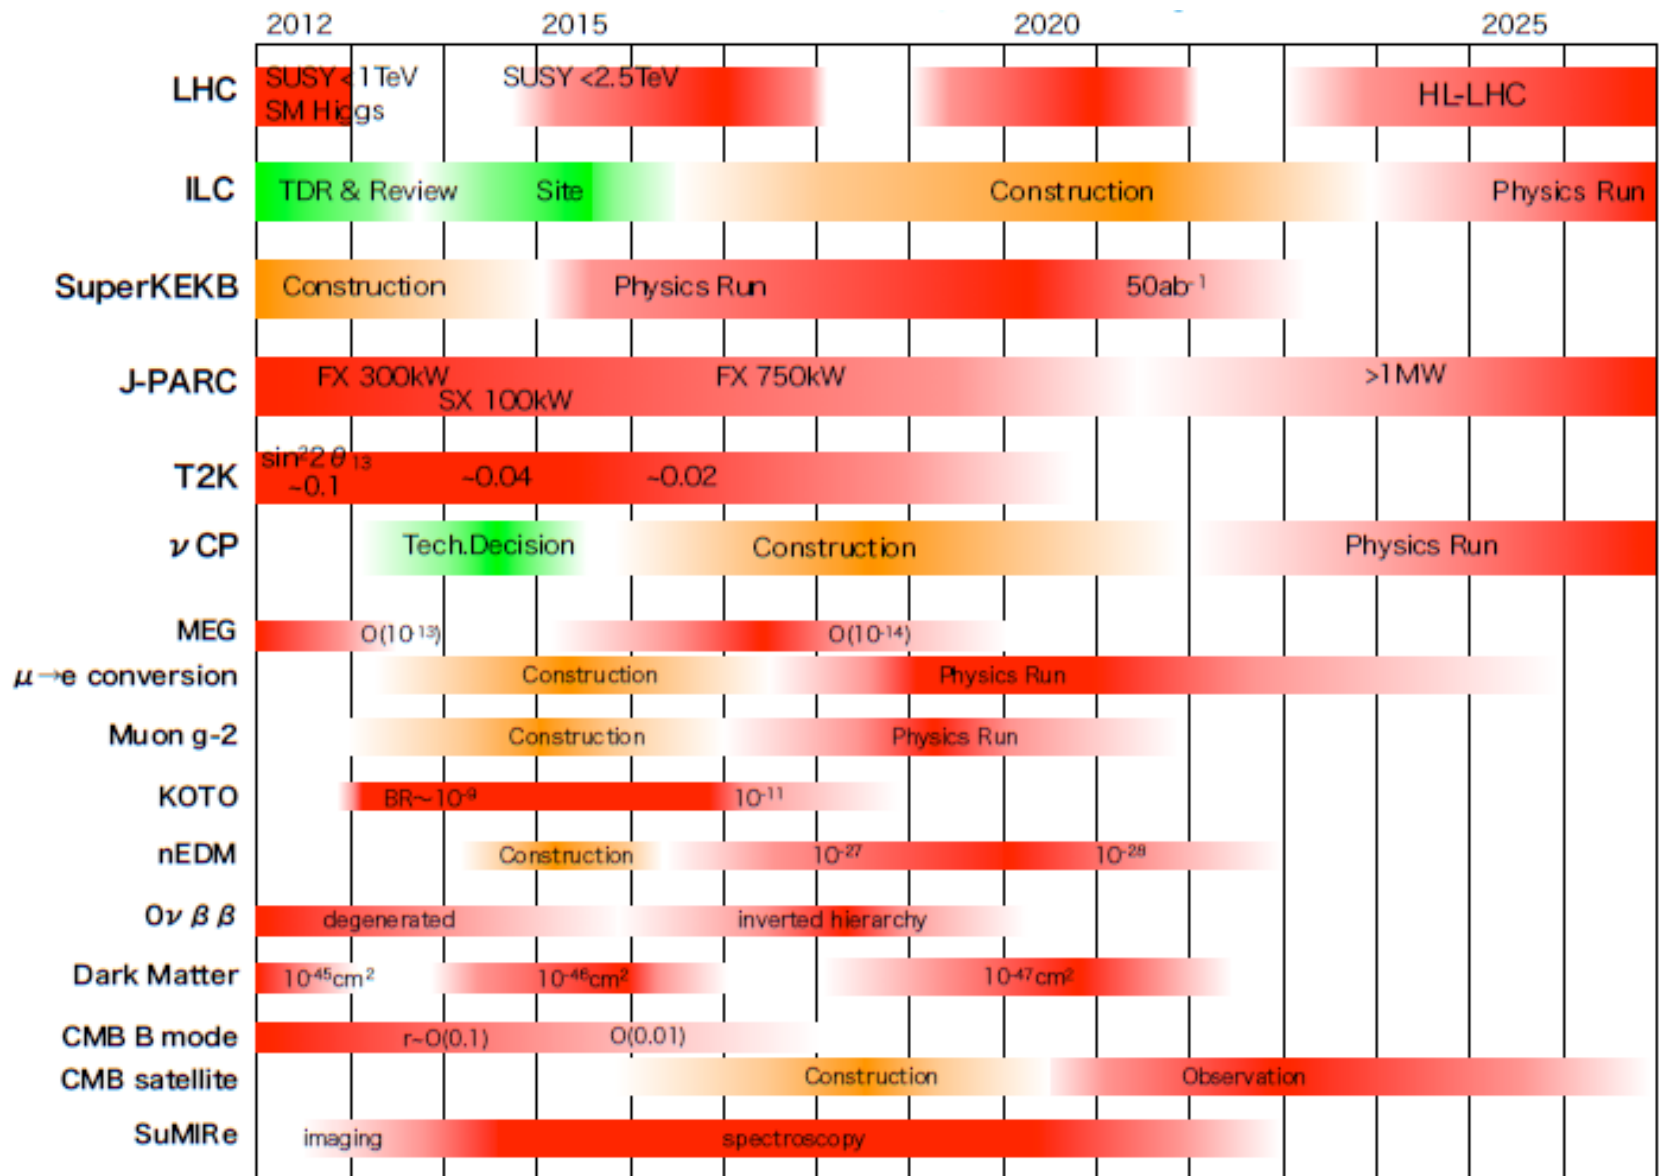 2012 2015 2020 2025
LHC SUSY <1TeV SUSY <2.5TeV HL-LHC
SM Higgs
ILC TDR & Review Site Construction Physics Run
SuperKEKB Construction Physics Run 50ab⁻¹
J-PARC FX 300kW FX 750kW >1MW
SX 100kW
sin²2θ₁₃
T2K ~0.1 ~0.04 ~0.02
νCP Tech.Decision Construction Physics Run
MEG O(10⁻¹³) O(10⁻¹⁴)
μ→e conversion Construction Physics Run
Muon g-2 Construction Physics Run
KOTO BR~10⁻⁹ 10⁻¹¹
nEDM Construction 10⁻²⁷ 10⁻²⁸
0νββ degenerated inverted hierarchy
Dark Matter 10⁻⁴⁵cm² 10⁻⁴⁶cm² 10⁻⁴⁷cm²
CMB B mode r~O(0.1) O(0.01)
CMB satellite Construction Observation
SuMIRe imaging spectroscopy